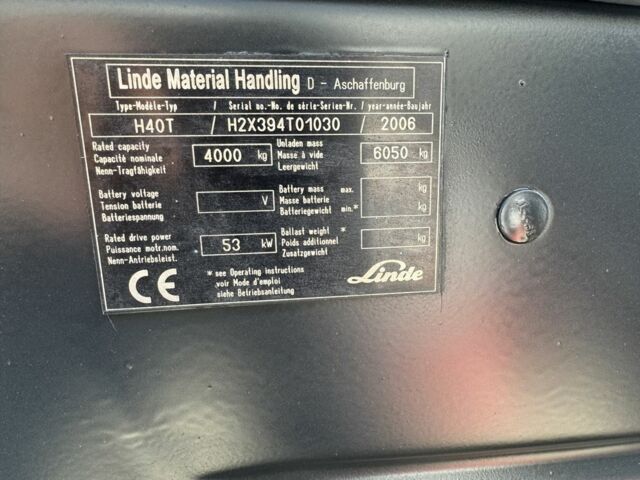 Linde Material Handling D - Aschaffenburg
Type-Modèle-Typ / Serial no.-No. de série-Serien-Nr. / year-année-Baujahr
H40T / H2X394T01030 / 2006
Rated capacity
Capacité nominale
Nenn-Tragfähigkeit
4000 kg
Unladen mass
Masse à vide
Leergewicht
6050 kg
Battery voltage
Tension batterie
Batteriespannung
V
Battery mass max.
Masse batterie
Batteriegewicht min.*
kg
kg
Rated drive power
Puissance motr.nom.
Nenn-Antriebsleist.
53 kW
Ballast weight *
Poids additionnel
Zusatzgewicht
kg
CE
* see Operating instructions
voir Mode d'emploi
siehe Betriebsanleitung
Linde